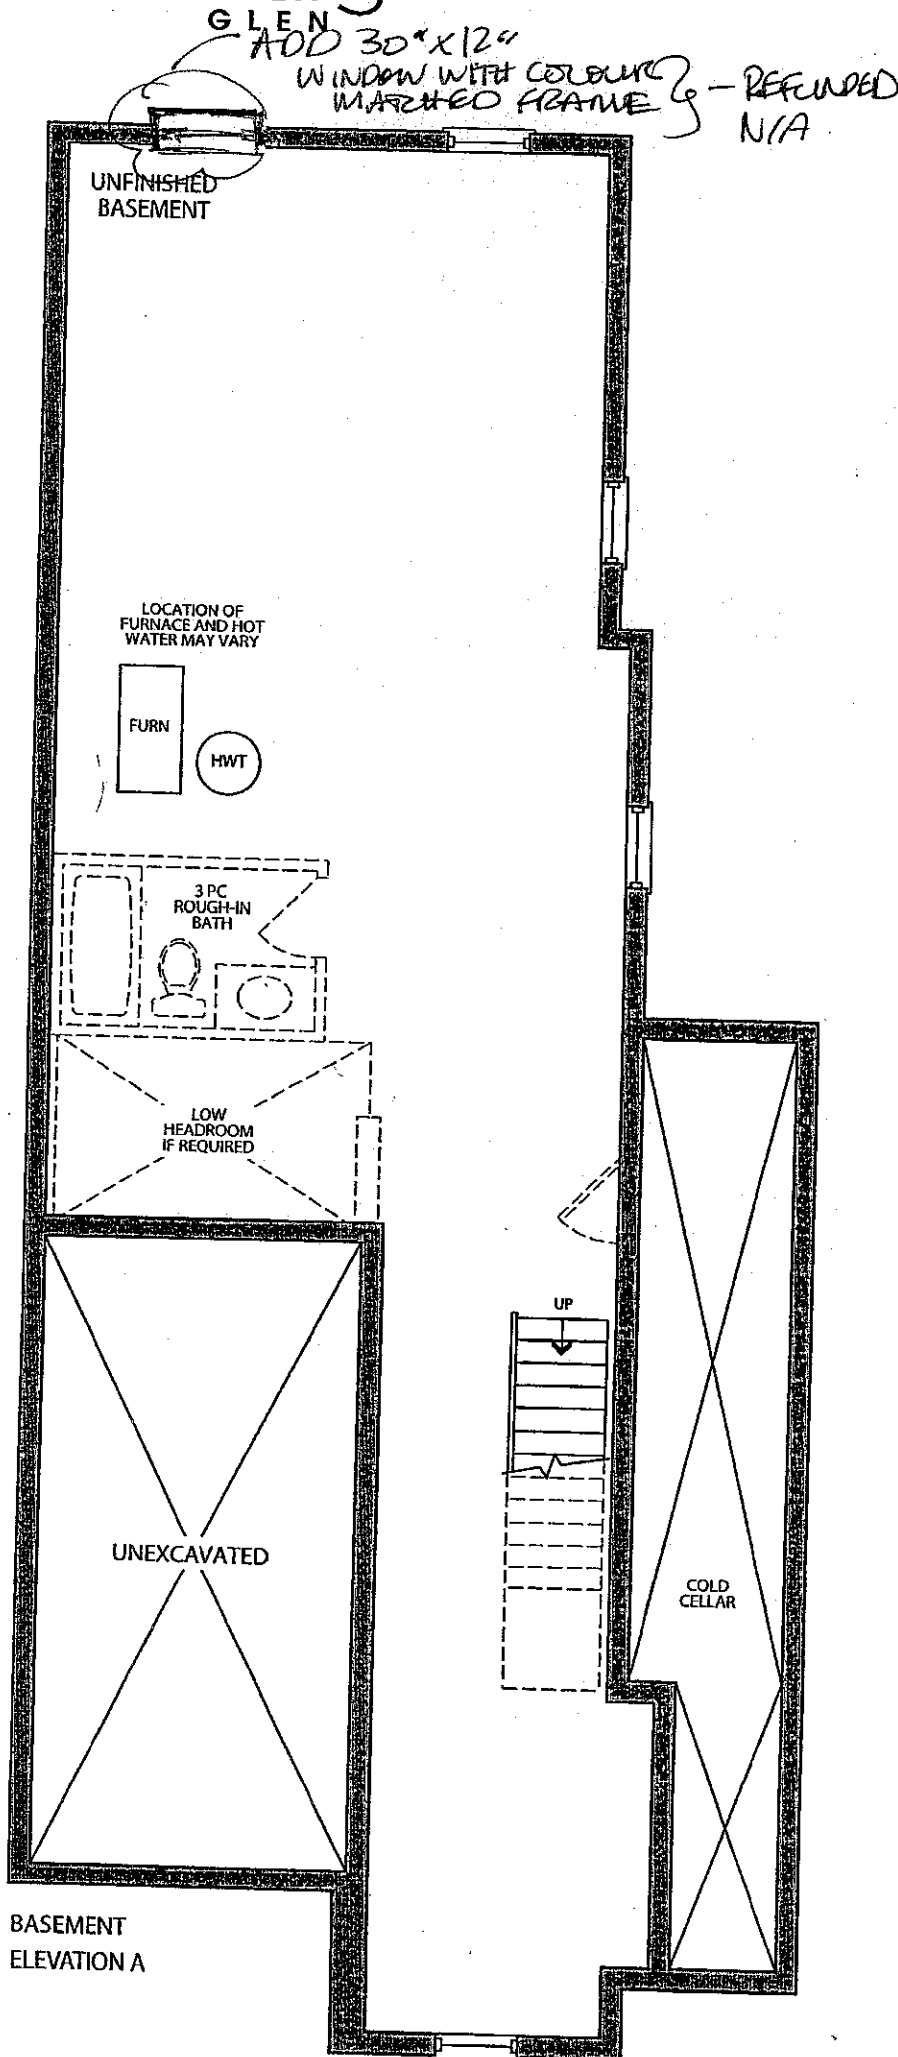 GLEN
ADD 30"x12"
WINDOW WITH COLOUR
MATCHED FRAME } - REFUNDED
N/A
UNFINISHED
BASEMENT
LOCATION OF
FURNACE AND HOT
WATER MAY VARY
FURN
HWT
3 PC
ROUGH-IN
BATH
LOW
HEADROOM
IF REQUIRED
UP
UNEXCAVATED
COLD
CELLAR
BASEMENT
ELEVATION A